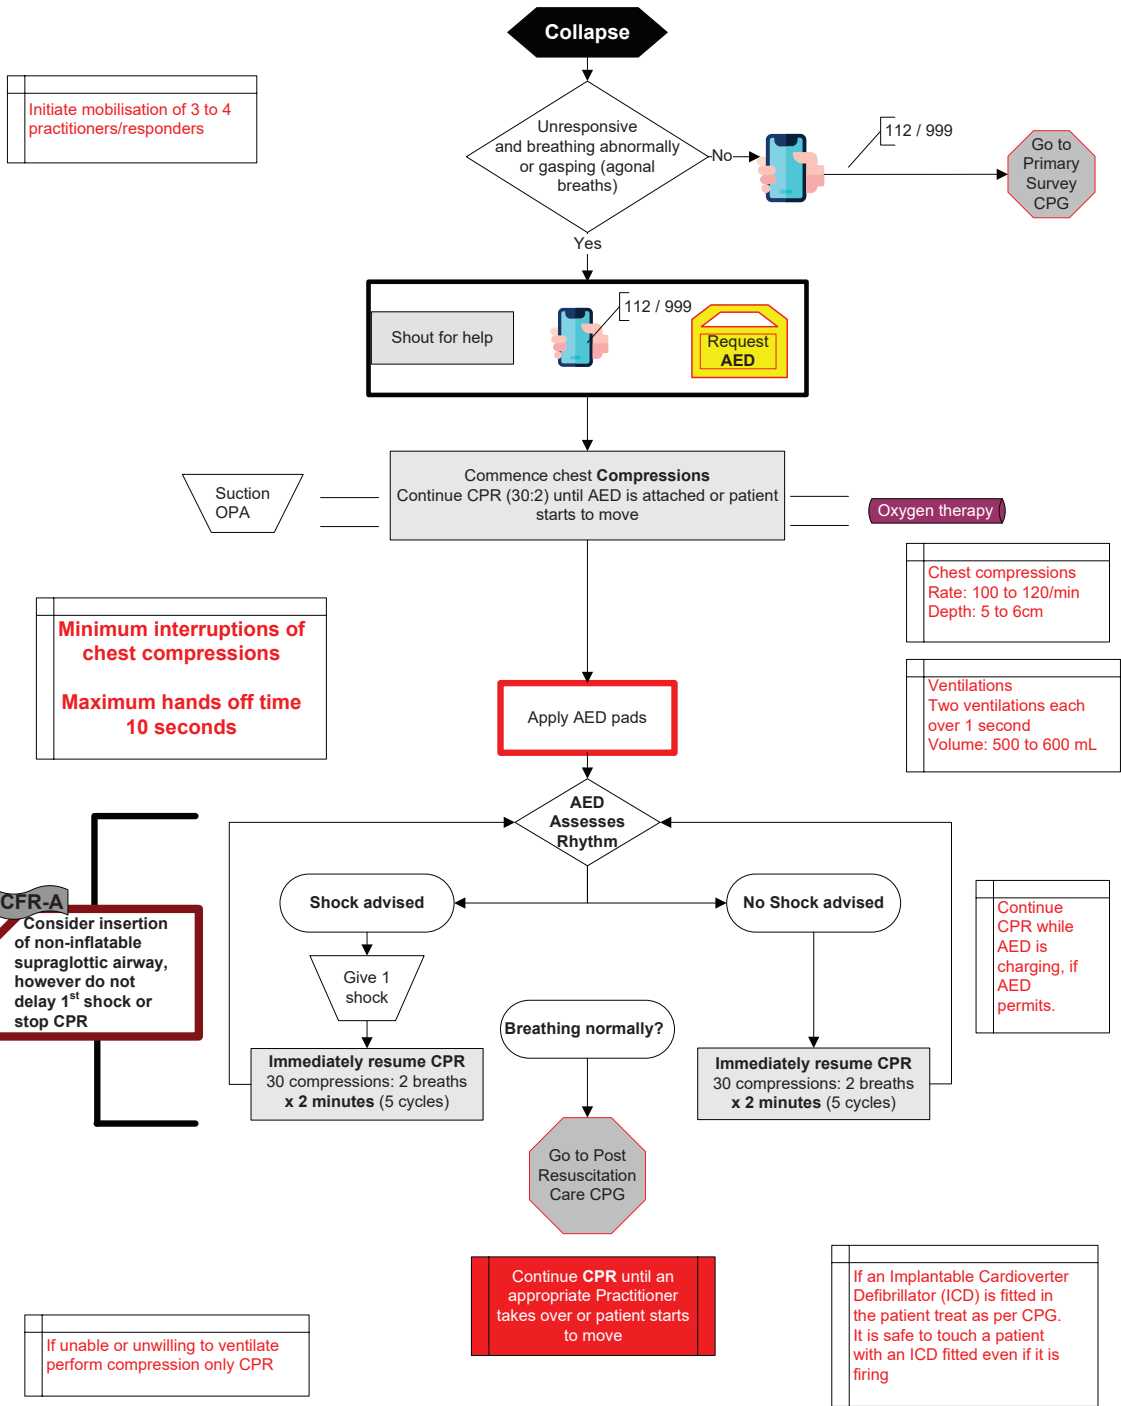 Collapse
Initiate mobilisation of 3 to 4
practitioners/responders
Unresponsive
and breathing abnormally
or gasping (agonal
breaths)
No
112 / 999
Go to
Primary
Survey
CPG
Yes
Shout for help
112 / 999
Request
AED
Commence chest Compressions
Continue CPR (30:2) until AED is attached or patient
starts to move
Suction
OPA
Oxygen therapy
Chest compressions
Rate: 100 to 120/min
Depth: 5 to 6cm
Minimum interruptions of
chest compressions
Maximum hands off time
10 seconds
Ventilations
Two ventilations each
over 1 second
Volume: 500 to 600 mL
Apply AED pads
AED
Assesses
Rhythm
Shock advised
No Shock advised
CFR-A
Consider insertion
of non-inflatable
supraglottic airway,
however do not
delay 1st shock or
stop CPR
Continue
CPR while
AED is
charging, if
AED
permits.
Give 1
shock
Breathing normally?
Immediately resume CPR
30 compressions: 2 breaths
x 2 minutes (5 cycles)
Immediately resume CPR
30 compressions: 2 breaths
x 2 minutes (5 cycles)
Go to Post
Resuscitation
Care CPG
Continue CPR until an
appropriate Practitioner
takes over or patient starts
to move
If an Implantable Cardioverter
Defibrillator (ICD) is fitted in
the patient treat as per CPG.
It is safe to touch a patient
with an ICD fitted even if it is
firing
If unable or unwilling to ventilate
perform compression only CPR